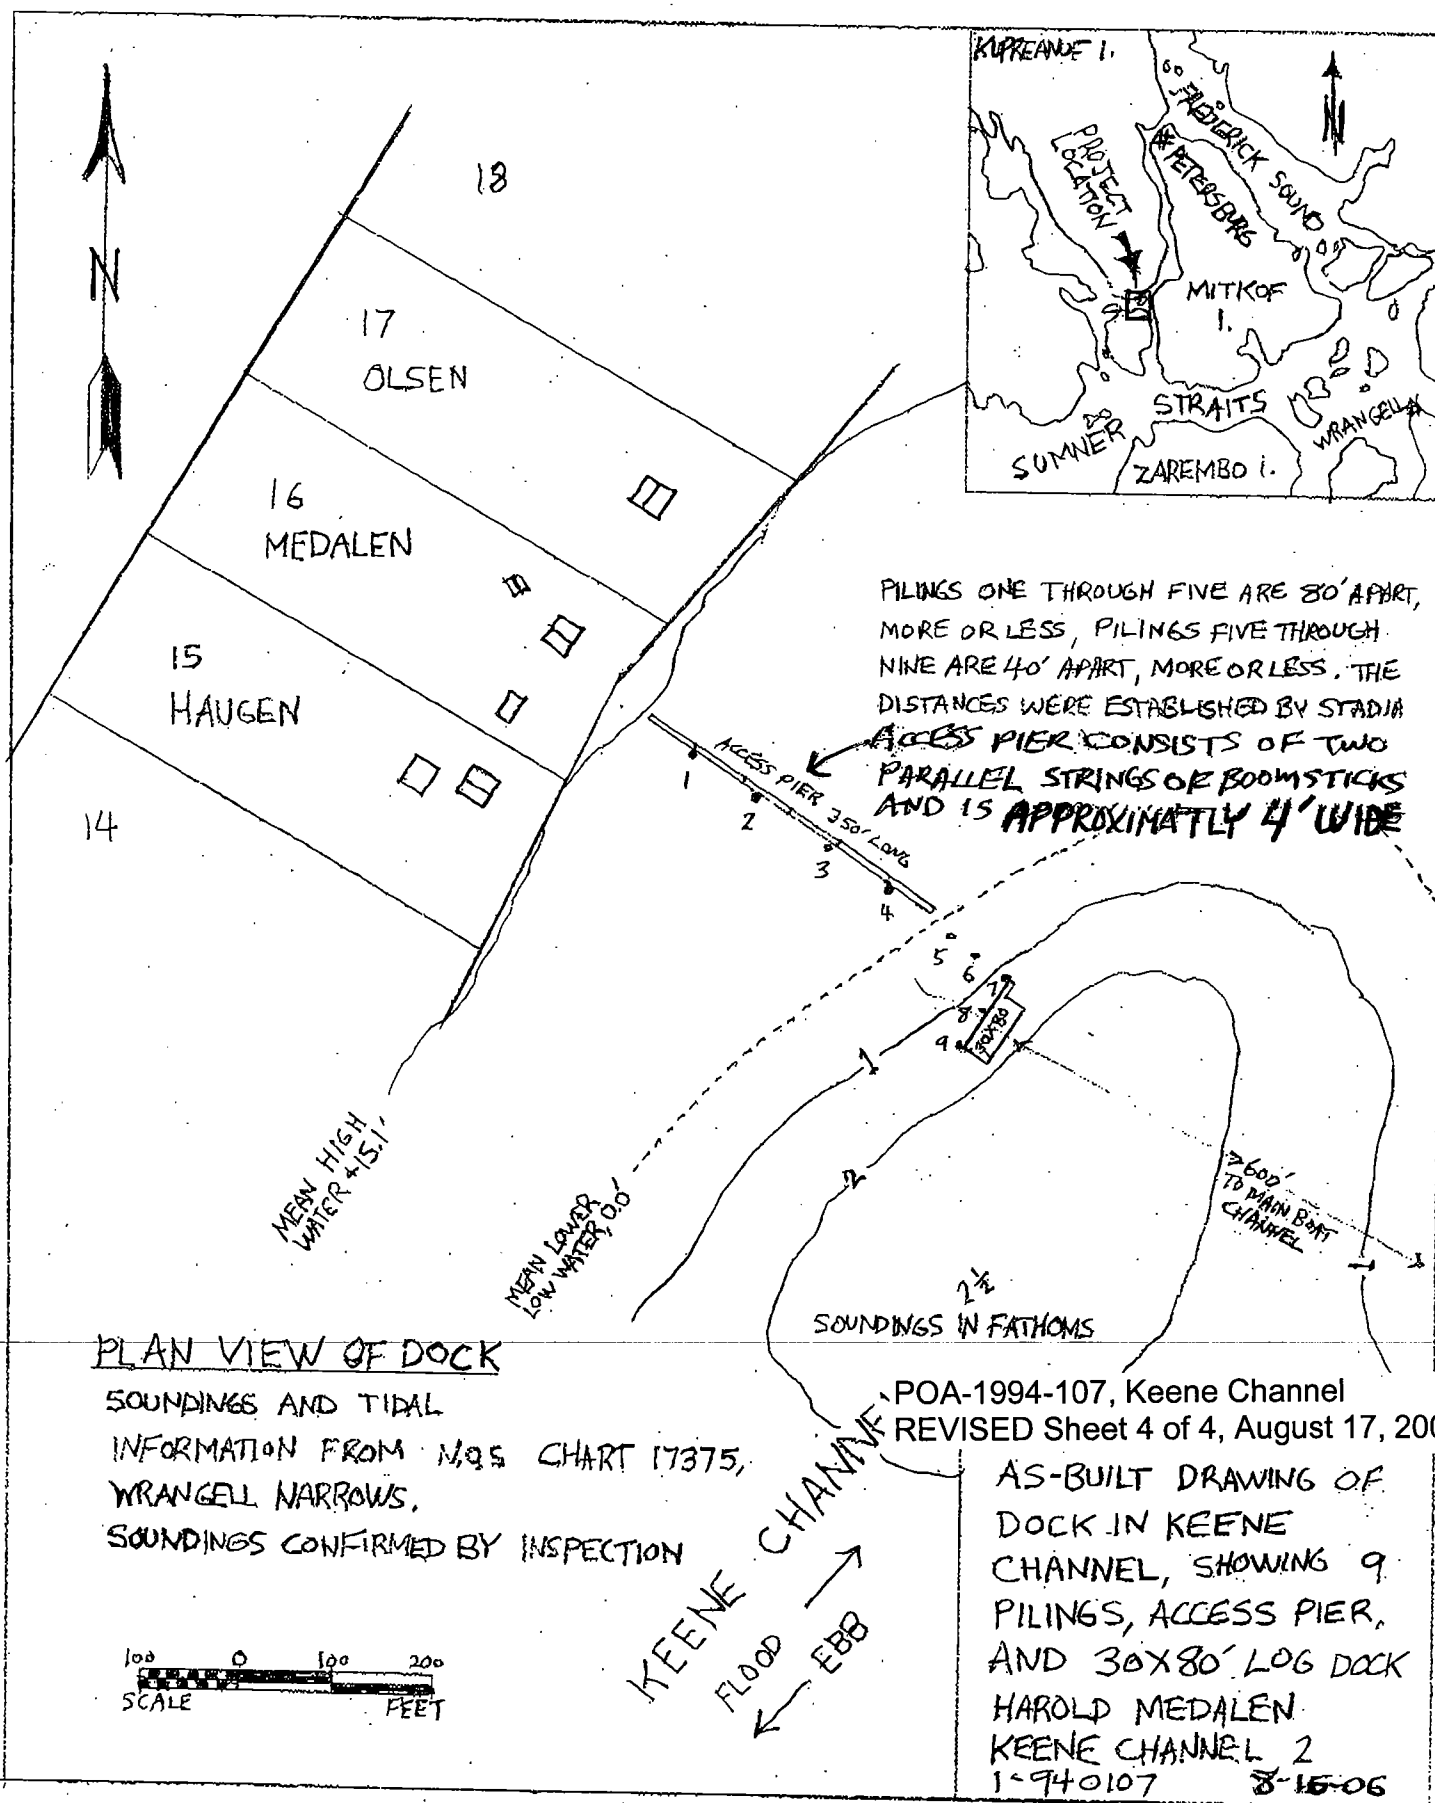 KUPREANOF I.
N
FREDERICK SOUND
* PETERSBURG
PROJECT
LOCATION
MITKOF
I.
STRAITS
SUMNER
WRANGELL *
ZAREMBO I.
N
18
17
OLSEN
16
MEDALEN
15
HAUGEN
14
PILINGS ONE THROUGH FIVE ARE 80' APART,
MORE OR LESS, PILINGS FIVE THROUGH
NINE ARE 40' APART, MORE OR LESS. THE
DISTANCES WERE ESTABLISHED BY STADIA
ACCESS PIER CONSISTS OF TWO
PARALLEL STRINGS OF BOOMSTICKS
AND IS APPROXIMATLY 4' WIDE
ACCESS PIER 350' LONG
1
2
3
4
5
6
7
8
9
30X80
1
2
1
>600'
TO MAIN BOAT
CHANNEL
MEAN HIGH
WATER +15.1'
MEAN LOWER
LOW WATER, 0.0'
2½
SOUNDINGS IN FATHOMS
PLAN VIEW OF DOCK
SOUNDINGS AND TIDAL
INFORMATION FROM N.O.S CHART 17375,
WRANGELL NARROWS.
SOUNDINGS CONFIRMED BY INSPECTION
100 0 100 200
SCALE FEET
KEENE CHANNE
FLOOD
EBB
POA-1994-107, Keene Channel
REVISED Sheet 4 of 4, August 17, 200
AS-BUILT DRAWING OF
DOCK IN KEENE
CHANNEL, SHOWING 9
PILINGS, ACCESS PIER,
AND 30X80' LOG DOCK
HAROLD MEDALEN
KEENE CHANNEL 2
1-940107 8-15-06